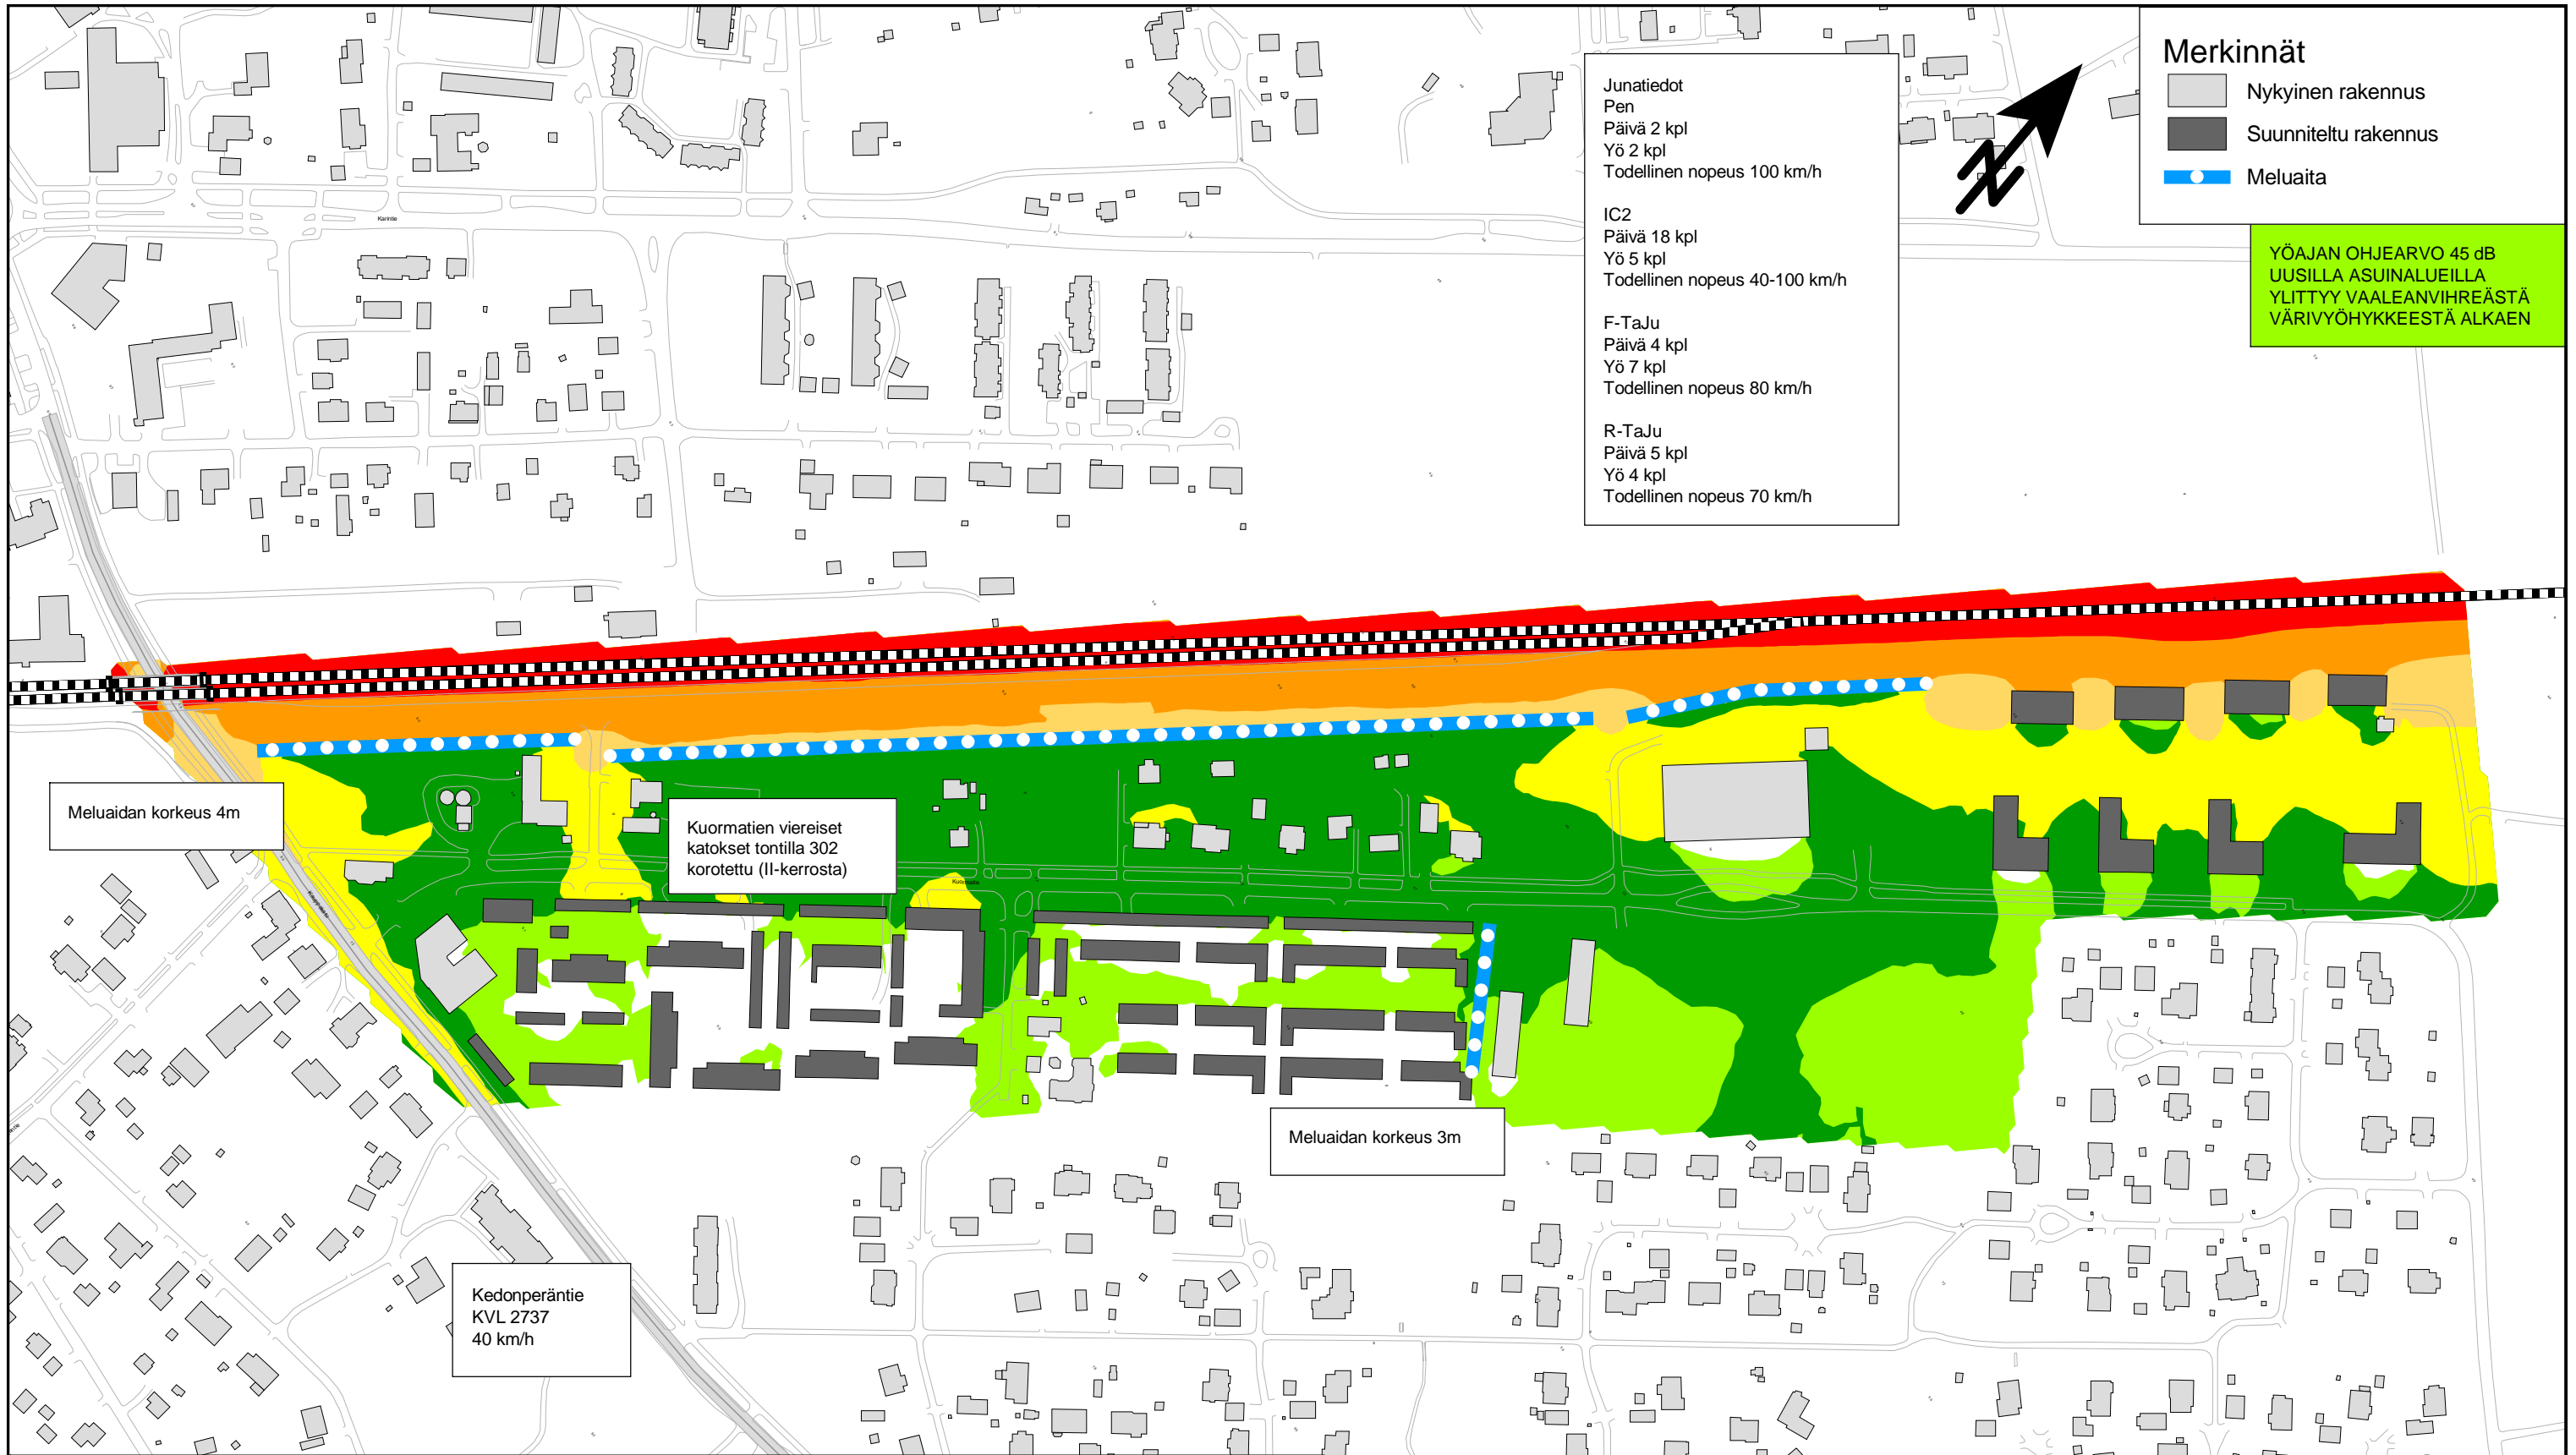 Junatiedot
Pen
Päivä 2 kpl
Yö 2 kpl
Todellinen nopeus 100 km/h
IC2
Päivä 18 kpl
Yö 5 kpl
Todellinen nopeus 40-100 km/h
F-TaJu
Päivä 4 kpl
Yö 7 kpl
Todellinen nopeus 80 km/h
R-TaJu
Päivä 5 kpl
Yö 4 kpl
Todellinen nopeus 70 km/h
Merkinnät
Nykyinen rakennus
Suunniteltu rakennus
Meluaita
YÖAJAN OHJEARVO 45 dB
UUSILLA ASUINALUEILLA
YLITTYY VAALEANVIHREÄSTÄ
VÄRIVYÖHYKKEESTÄ ALKAEN
Karintie
Meluaidan korkeus 4m
Kuormatien viereiset
katokset tontilla 302
korotettu (II-kerrosta)
Kuormatie
Meluaidan korkeus 3m
Kedonperäntie
KVL 2737
40 km/h